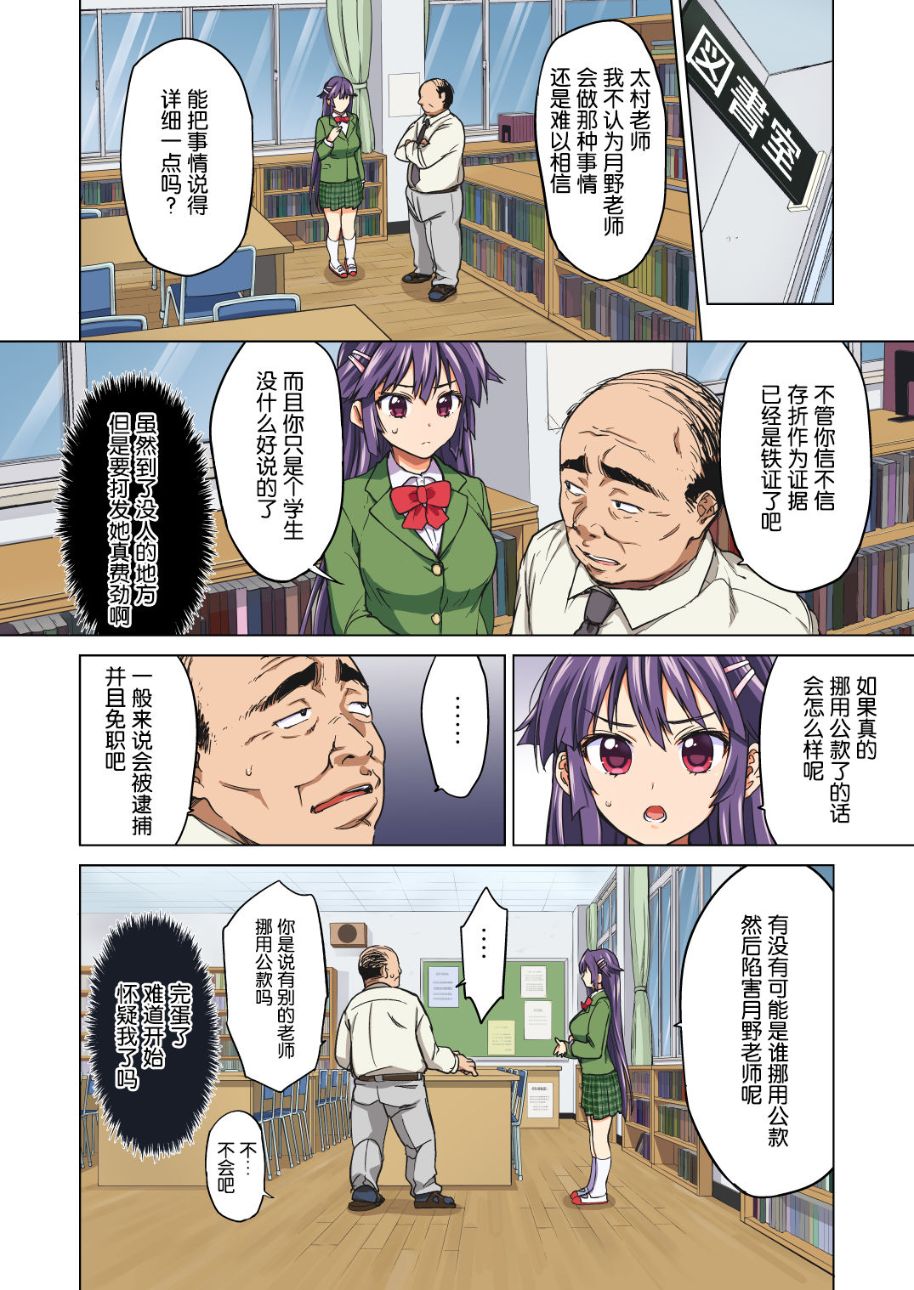 図書室
太村老师
我不认为月野老师
会做那种事情
还是难以相信
能把事情说得
详细一点吗？
不管你信不信
存折作为证据
已经是铁证了吧
而且你只是个学生
没什么好说的了
虽然到了没人的地方
但是要打发她真费劲啊
如果真的
挪用公款了的话
会怎么样呢
……
一般来说会被逮捕
并且免职吧
有没有可能是谁挪用公款
然后陷害月野老师呢
……
你是说有别的老师
挪用公款吗
不…
不会吧
完蛋了
难道开始
怀疑我了吗